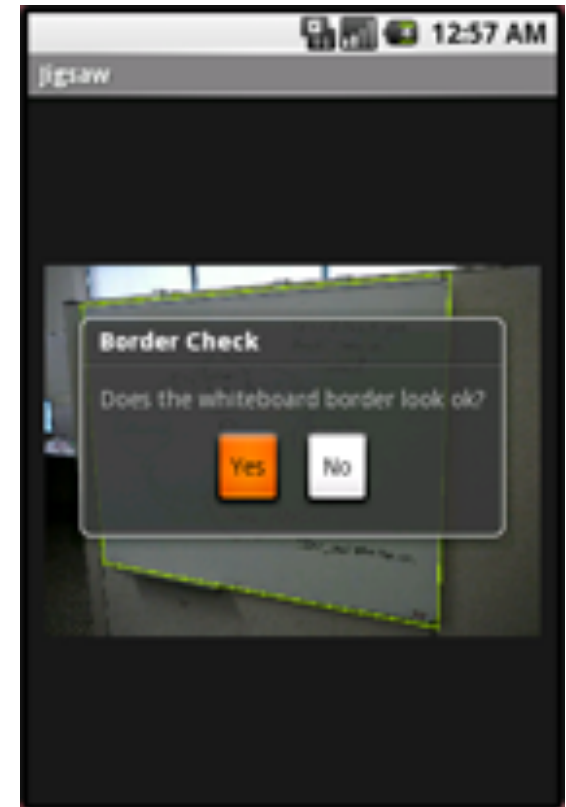 12:57 AM
Jigsaw
Border Check
Does the whiteboard border look ok?
Yes
No